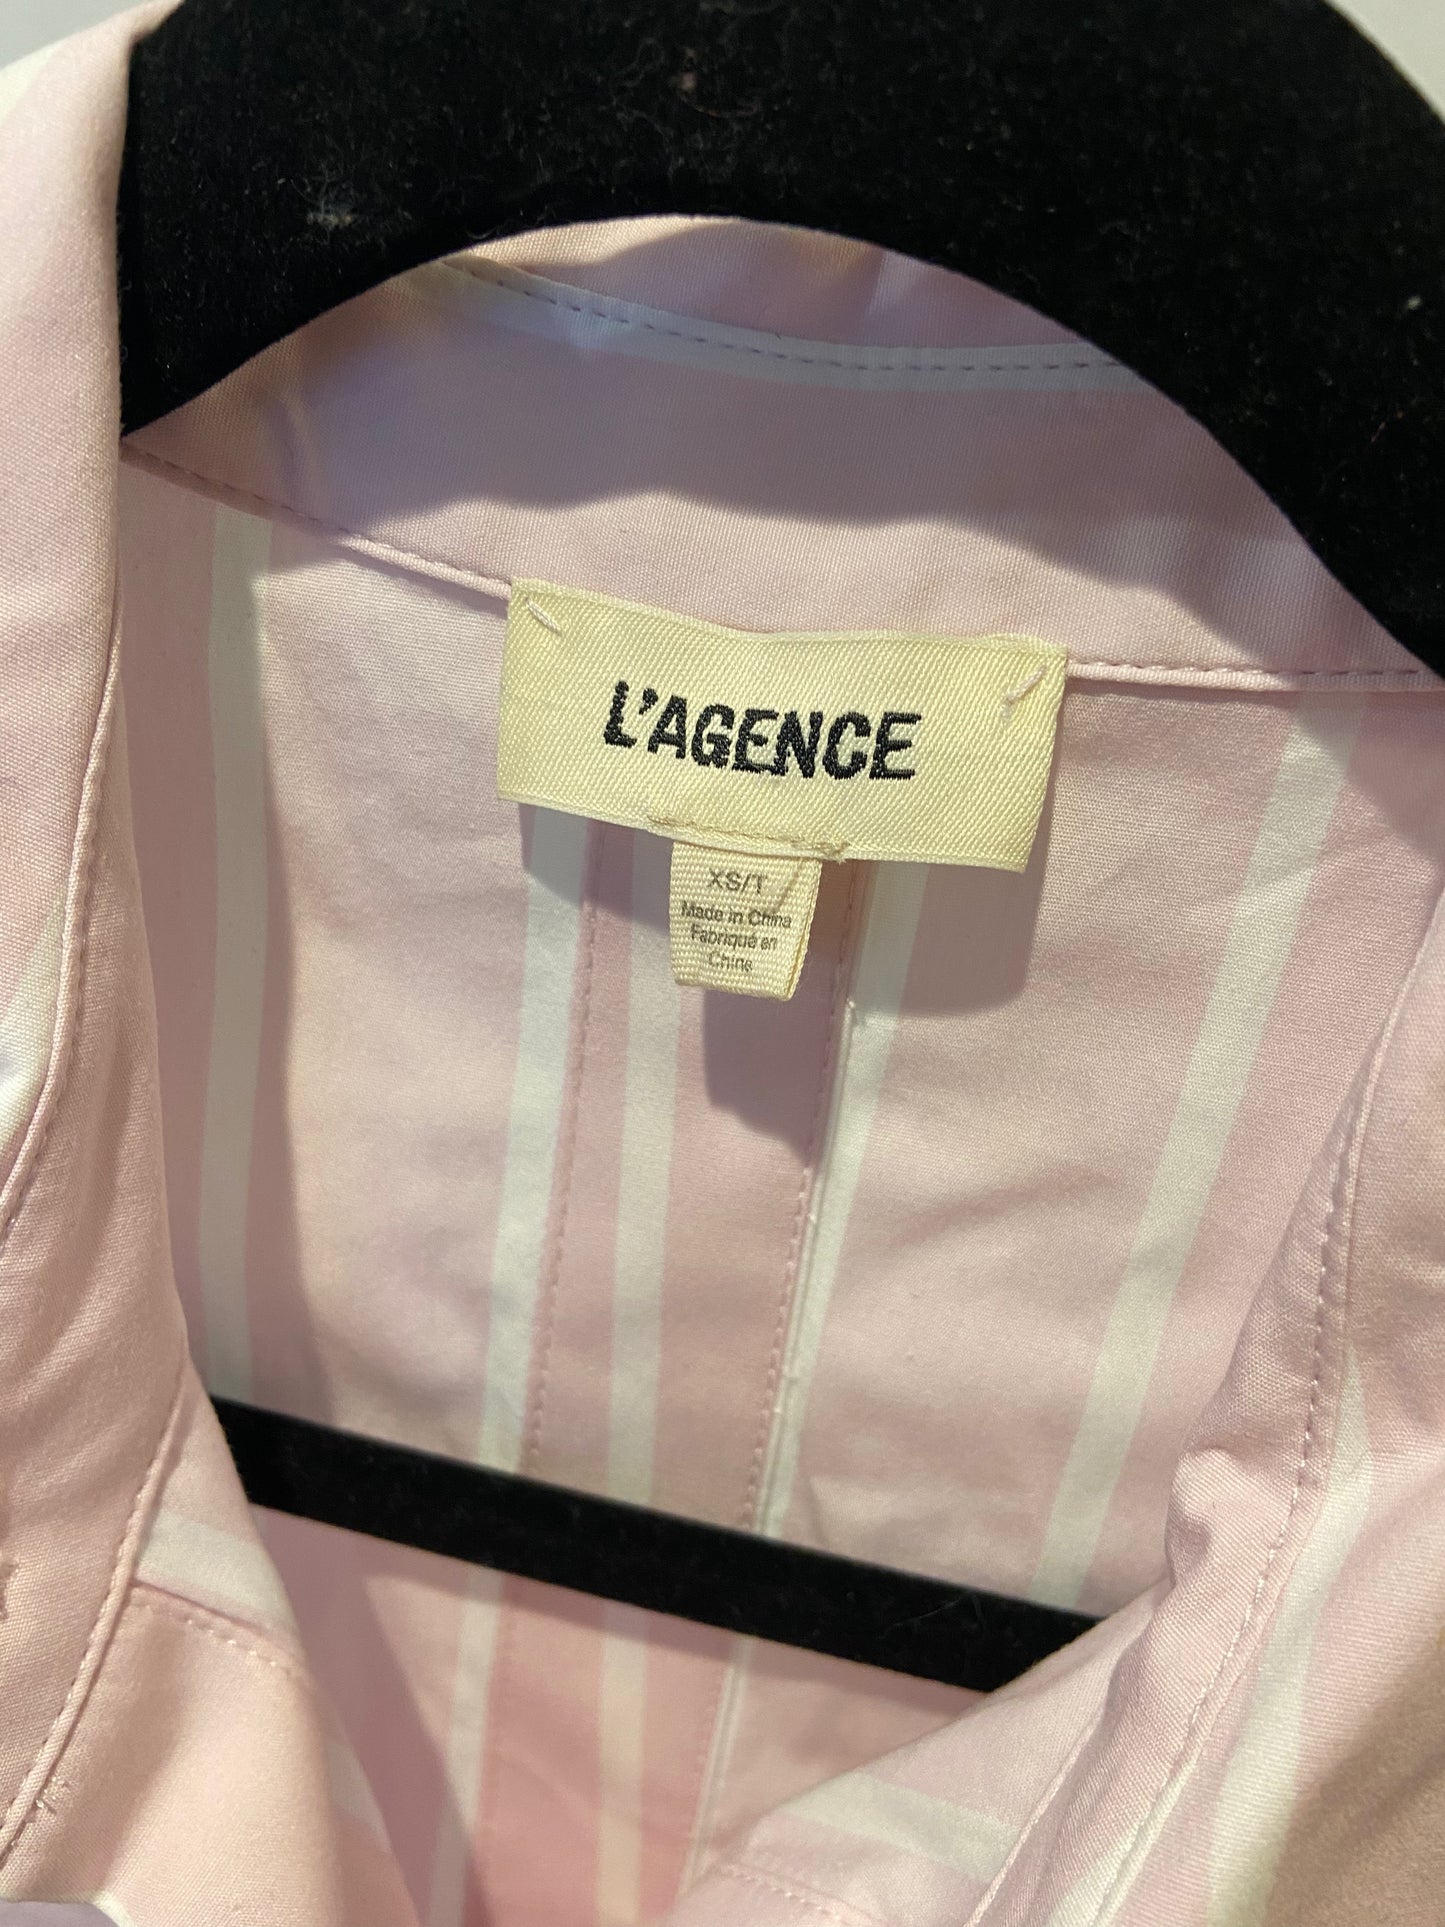 L'AGENCE
XS/T
Made in China
Fabriqué en
Chine